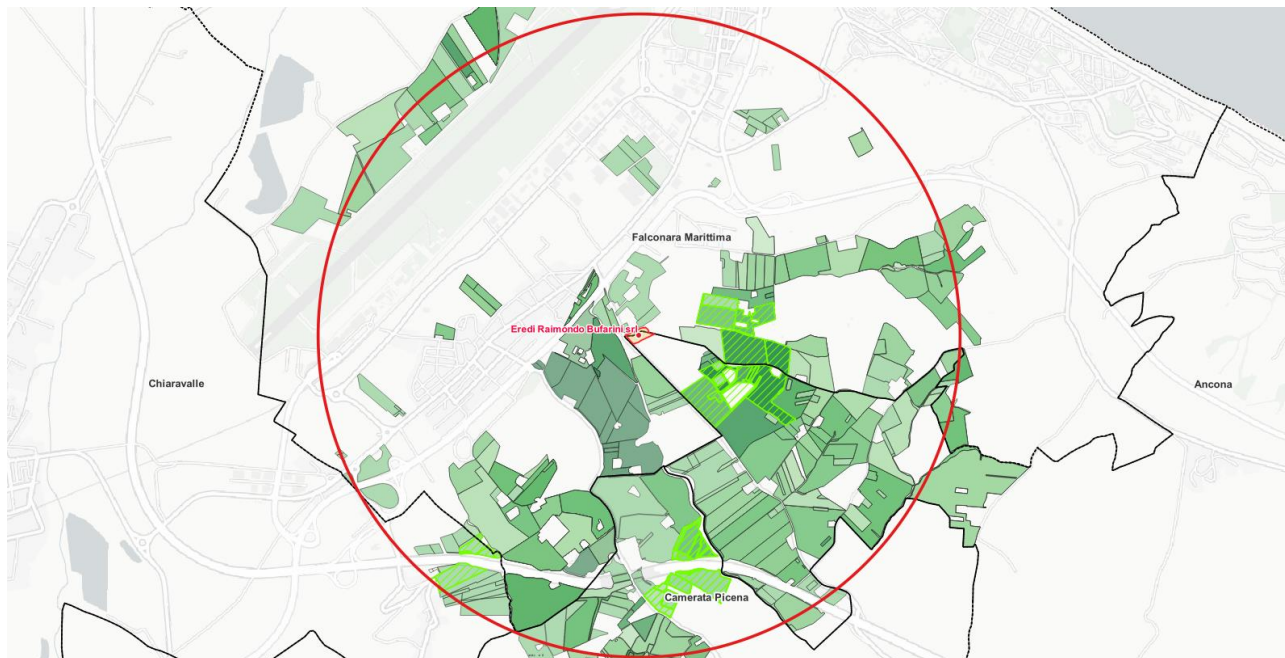 Falconara Marittima
Eredi Raimondo Bufarini srl
Chiaravalle
Ancona
Camerata Picena